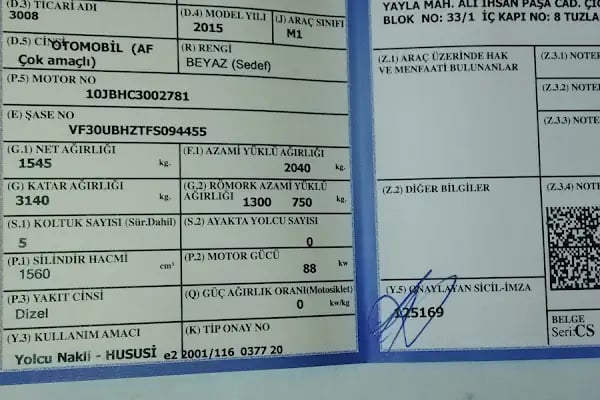 (D.3) TİCARİ ADI
3008
(D.4) MODEL YILI
2015
(J) ARAÇ SINIFI
M1
(D.5) CİNSİ
OTOMOBİL (AF
Çok amaçlı)
(R) RENGİ
BEYAZ (Sedef)
(P.5) MOTOR NO
10JBHC3002781
(E) ŞASE NO
VF30UBHZTFS094455
(G.1) NET AĞIRLIĞI
1545 kg.
(F.1) AZAMİ YÜKLÜ AĞIRLIĞI
2040 kg.
(G) KATAR AĞIRLIĞI
3140 kg.
(G,2) RÖMORK AZAMİ YÜKLÜ
AĞIRLIĞI 1300 750 kg.
(S.1) KOLTUK SAYISI (Sür.Dahil)
5
(S.2) AYAKTA YOLCU SAYISI
0
(P.1) SİLİNDİR HACMİ
1560 cm³
(P.2) MOTOR GÜCÜ
88 kw
(P.3) YAKIT CİNSİ
Dizel
(Q) GÜÇ AĞIRLIK ORANI(Motosiklet)
0 kw/kg
(Y.3) KULLANIM AMACI
Yolcu Nakli - HUSUSİ
(K) TİP ONAY NO
e2 2001/116 0377 20
YAYLA MAH. ALİ İHSAN PAŞA CAD.
BLOK NO: 33/1 İÇ KAPI NO: 8 TUZLA
(Z.1) ARAÇ ÜZERİNDE HAK
VE MENFAATİ BULUNANLAR
(Z.3.1) NOTER
(Z.3.2) NOTER
(Z.3.3) NOTER
(Z.2) DİĞER BİLGİLER
(Z.3.4) NOTE
(Y.5) ONAYLAYAN SİCİL-İMZA
125169
BELGE
Seri:CS